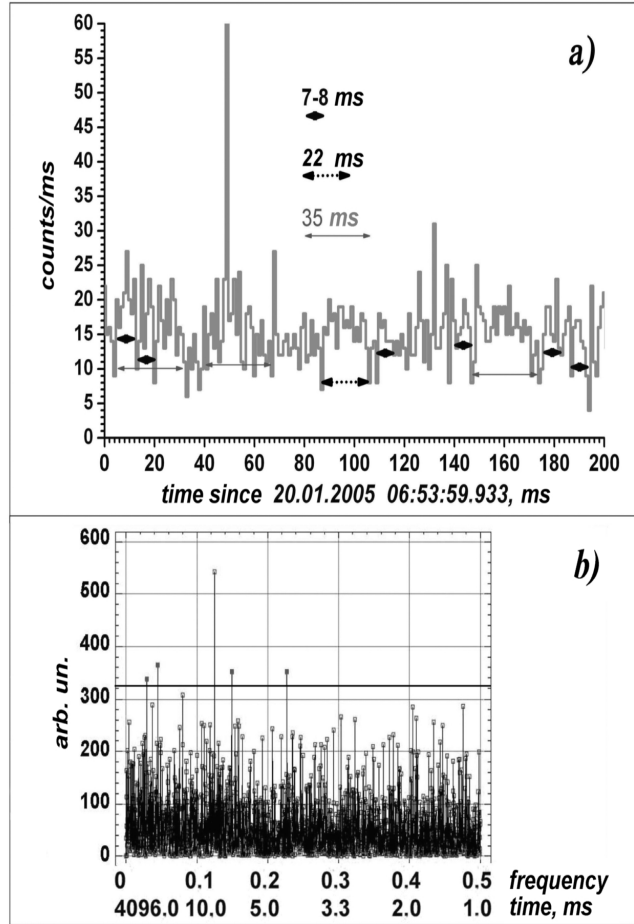 a)
60
55
50
45
40
35
30
25
20
15
10
5
0
counts/ms
7-8 ms
22 ms
35 ms
0 20 40 60 80 100 120 140 160 180 200
time since 20.01.2005 06:53:59.933, ms
b)
600
500
400
300
200
100
0
arb. un.
0 0.1 0.2 0.3 0.4 0.5 frequency
4096.0 10.0 5.0 3.3 2.0 1.0 time, ms